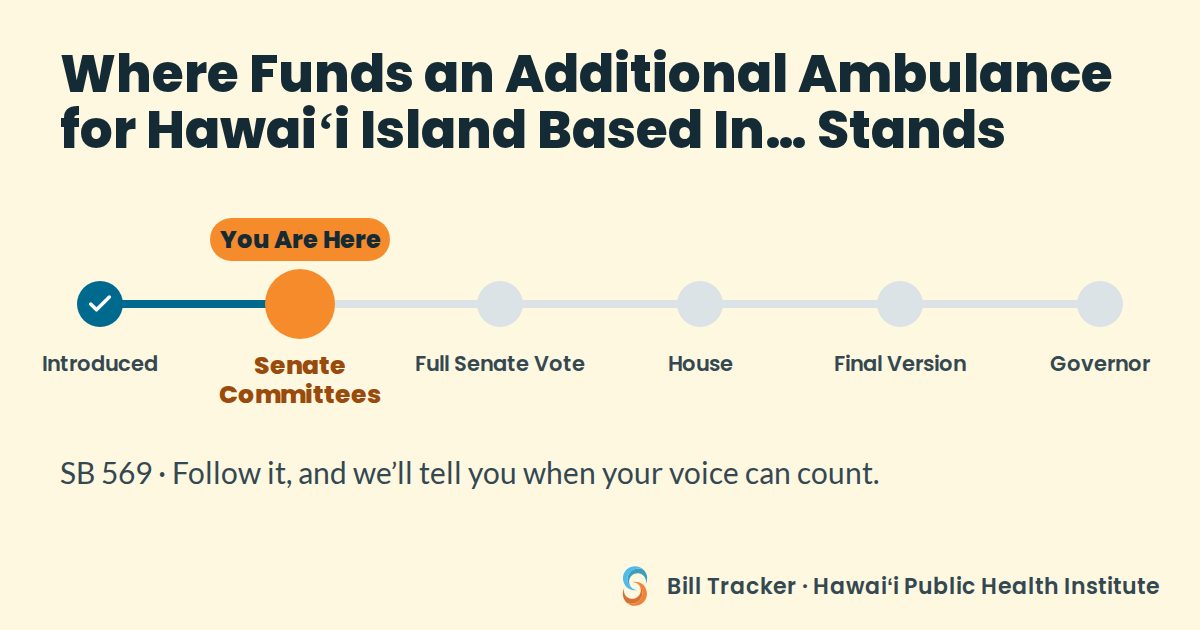 Where Funds an Additional Ambulance
for Hawaiʻi Island Based In... Stands
You Are Here
Introduced
Senate
Committees
Full Senate Vote
House
Final Version
Governor
SB 569 · Follow it, and we’ll tell you when your voice can count.
Bill Tracker · Hawaiʻi Public Health Institute